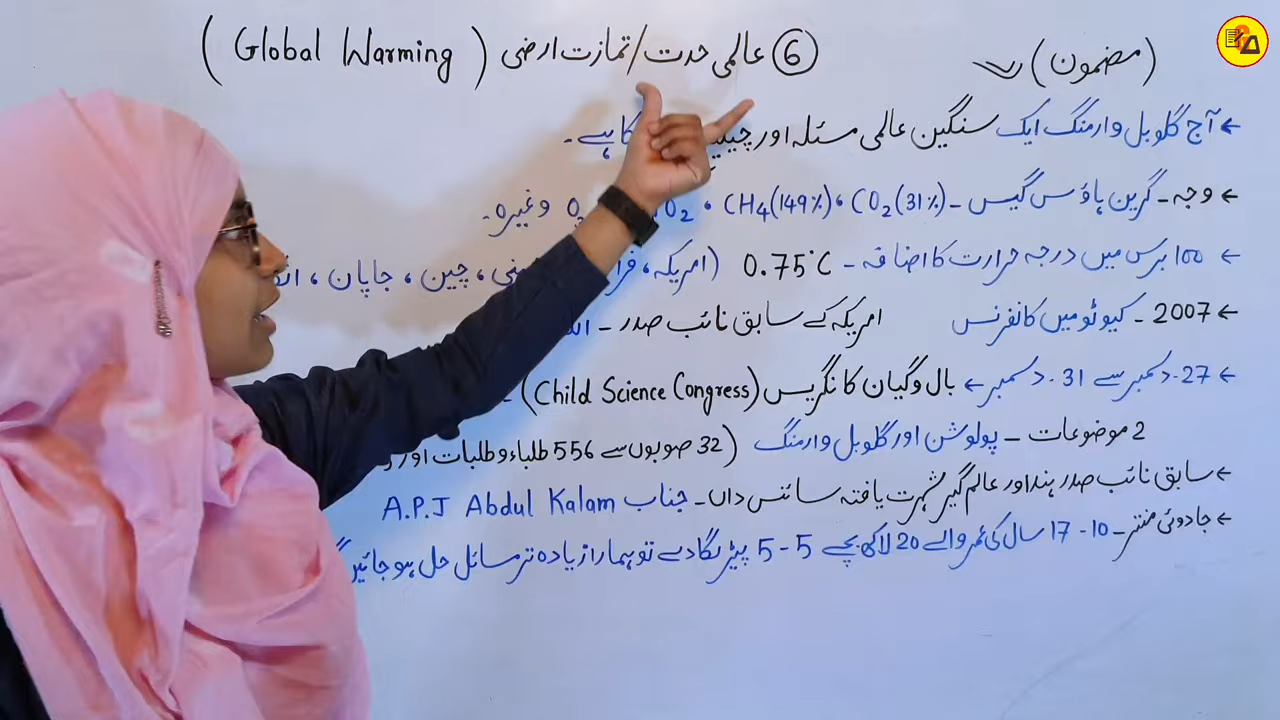 (مضمون)
⑥ عالمی حدت/تمازت ارضی (Global Warming)
← آج گلوبل وارمنگ ایک سنگین عالمی مسئلہ اور ہے۔
← وجہ۔ گرین ہاؤس گیس۔ CO₂(31%)، CH₄(149%)، وغیرہ۔
← 100 برس میں درجہ حرارت کا اضافہ۔ 0.75°C (امریکہ، چین، جاپان،
← 2007۔ کیوٹو میں کانفرنس امریکہ کے سابق نائب صدر۔
← 27۔دسمبر سے 31۔دسمبر ← بال وگیان کانگریس (Child Science Congress)۔
2 موضوعات۔ پولوشن اور گلوبل وارمنگ (32 صوبوں سے 556 طلباء و طلبات اور
← سابق نائب صدر ہند اور عالم گیر شہرت یافتہ سائنس داں۔ جناب A.P.J Abdul Kalam
← جادوئی منتر۔ 10-17 سال کی عمر والے 20 لاکھ بچے 5-5 پیڑ لگادے تو ہمارا زیادہ تر مسائل حل ہو جائیں